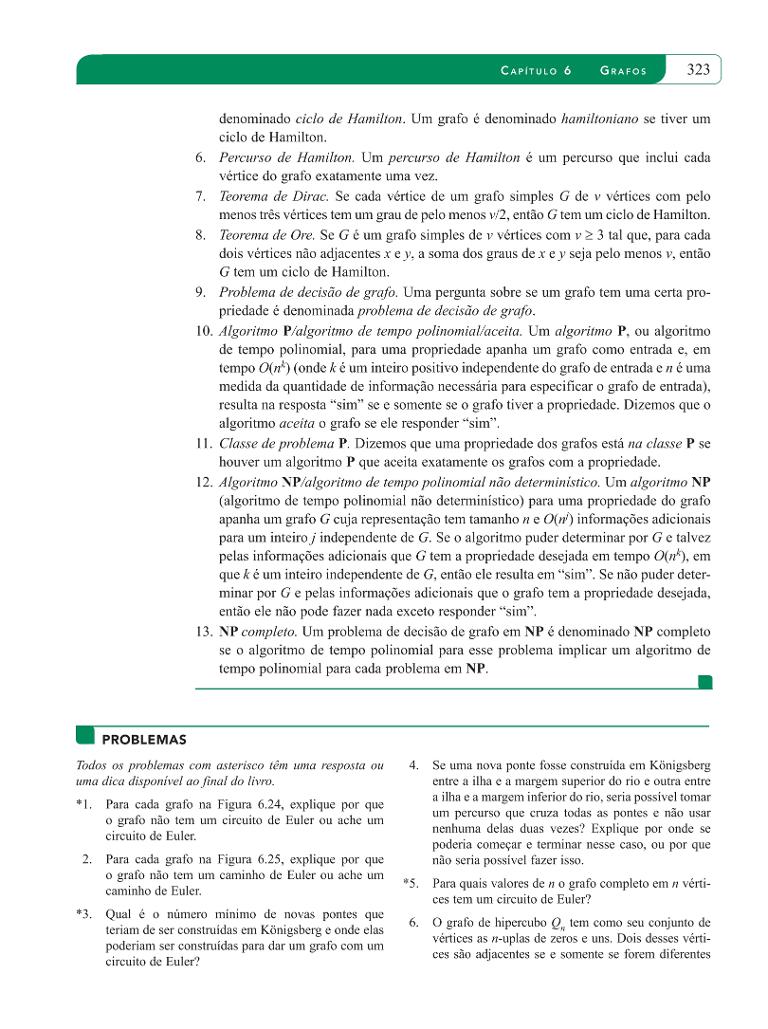 CAPÍTULO 6 GRAFOS 323
denominado ciclo de Hamilton. Um grafo é denominado hamiltoniano se tiver um
ciclo de Hamilton.
6. Percurso de Hamilton. Um percurso de Hamilton é um percurso que inclui cada
vértice do grafo exatamente uma vez.
7. Teorema de Dirac. Se cada vértice de um grafo simples G de v vértices com pelo
menos três vértices tem um grau de pelo menos v/2, então G tem um ciclo de Hamilton.
8. Teorema de Ore. Se G é um grafo simples de v vértices com v ≥ 3 tal que, para cada
dois vértices não adjacentes x e y, a soma dos graus de x e y seja pelo menos v, então
G tem um ciclo de Hamilton.
9. Problema de decisão de grafo. Uma pergunta sobre se um grafo tem uma certa pro-
priedade é denominada problema de decisão de grafo.
10. Algoritmo P/algoritmo de tempo polinomial/aceita. Um algoritmo P, ou algoritmo
de tempo polinomial, para uma propriedade apanha um grafo como entrada e, em
tempo O(nᵏ) (onde k é um inteiro positivo independente do grafo de entrada e n é uma
medida da quantidade de informação necessária para especificar o grafo de entrada),
resulta na resposta “sim” se e somente se o grafo tiver a propriedade. Dizemos que o
algoritmo aceita o grafo se ele responder “sim”.
11. Classe de problema P. Dizemos que uma propriedade dos grafos está na classe P se
houver um algoritmo P que aceita exatamente os grafos com a propriedade.
12. Algoritmo NP/algoritmo de tempo polinomial não determinístico. Um algoritmo NP
(algoritmo de tempo polinomial não determinístico) para uma propriedade do grafo
apanha um grafo G cuja representação tem tamanho n e O(nʲ) informações adicionais
para um inteiro j independente de G. Se o algoritmo puder determinar por G e talvez
pelas informações adicionais que G tem a propriedade desejada em tempo O(nᵏ), em
que k é um inteiro independente de G, então ele resulta em “sim”. Se não puder deter-
minar por G e pelas informações adicionais que o grafo tem a propriedade desejada,
então ele não pode fazer nada exceto responder “sim”.
13. NP completo. Um problema de decisão de grafo em NP é denominado NP completo
se o algoritmo de tempo polinomial para esse problema implicar um algoritmo de
tempo polinomial para cada problema em NP.
PROBLEMAS
Todos os problemas com asterisco têm uma resposta ou
uma dica disponível ao final do livro.
*1. Para cada grafo na Figura 6.24, explique por que
o grafo não tem um circuito de Euler ou ache um
circuito de Euler.
2. Para cada grafo na Figura 6.25, explique por que
o grafo não tem um caminho de Euler ou ache um
caminho de Euler.
*3. Qual é o número mínimo de novas pontes que
teriam de ser construídas em Königsberg e onde elas
poderiam ser construídas para dar um grafo com um
circuito de Euler?
4. Se uma nova ponte fosse construída em Königsberg
entre a ilha e a margem superior do rio e outra entre
a ilha e a margem inferior do rio, seria possível tomar
um percurso que cruza todas as pontes e não usar
nenhuma delas duas vezes? Explique por onde se
poderia começar e terminar nesse caso, ou por que
não seria possível fazer isso.
*5. Para quais valores de n o grafo completo em n vérti-
ces tem um circuito de Euler?
6. O grafo de hipercubo Qₙ tem como seu conjunto de
vértices as n-uplas de zeros e uns. Dois desses vérti-
ces são adjacentes se e somente se forem diferentes